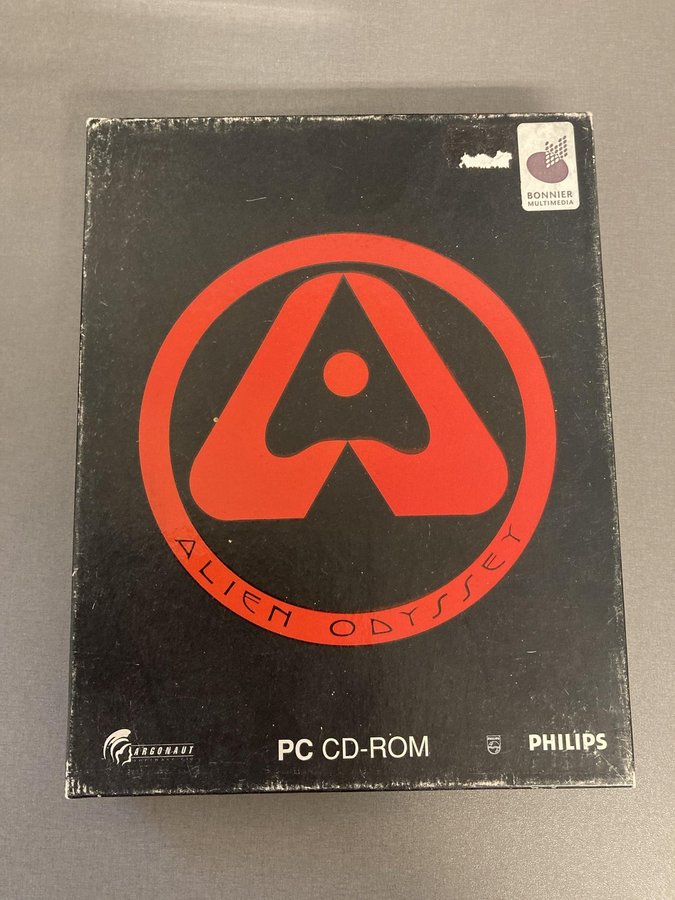 BONNIER
MULTIMEDIA
ALIEN ODYSSEY
ARGONAUT
PC CD-ROM
PHILIPS